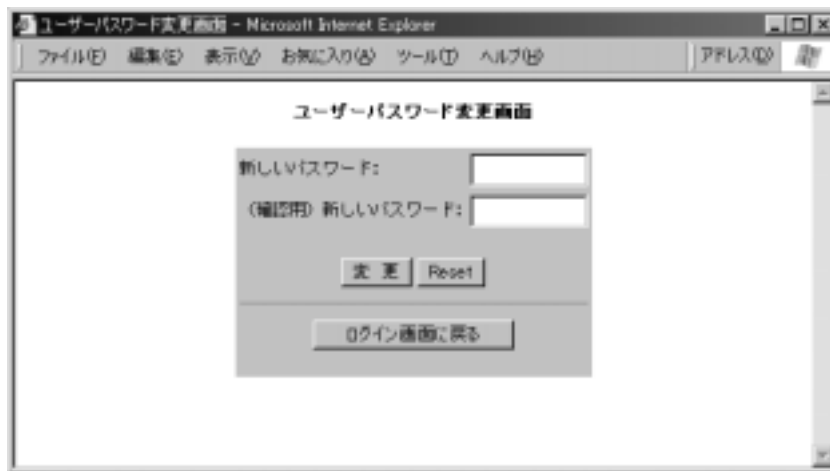 ユーザーパスワード変更画面 - Microsoft Internet Explorer
ファイル(F) 編集(E) 表示(V) お気に入り(A) ツール(T) ヘルプ(H) アドレス(D)
ユーザーパスワード変更画面
新しいパスワード:
(確認用) 新しいパスワード:
変 更 Reset
ログイン画面に戻る